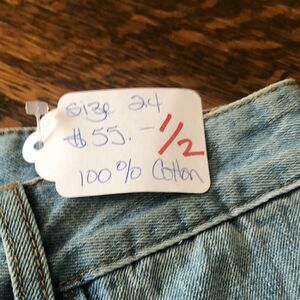 Size 24
$55.- 1/2
100% Cotton